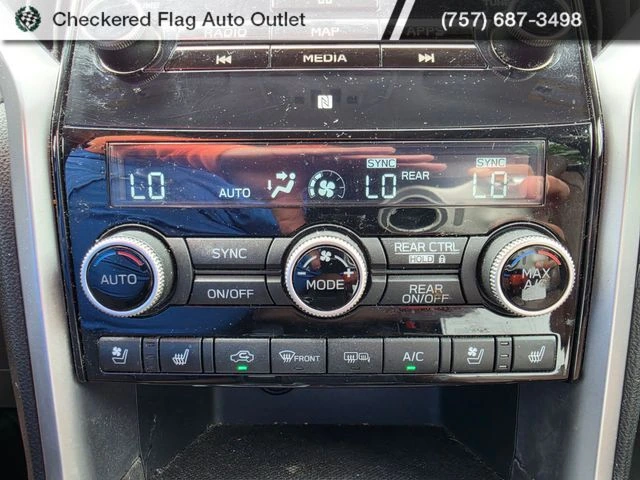 Checkered Flag Auto Outlet (757) 687-3498
RADIO MAP APPS
MEDIA
N
SYNC SYNC
LO AUTO LO REAR LO
SYNC REAR CTRL
HOLD
AUTO MODE MAX A/C
ON/OFF REAR ON/OFF
FRONT A/C